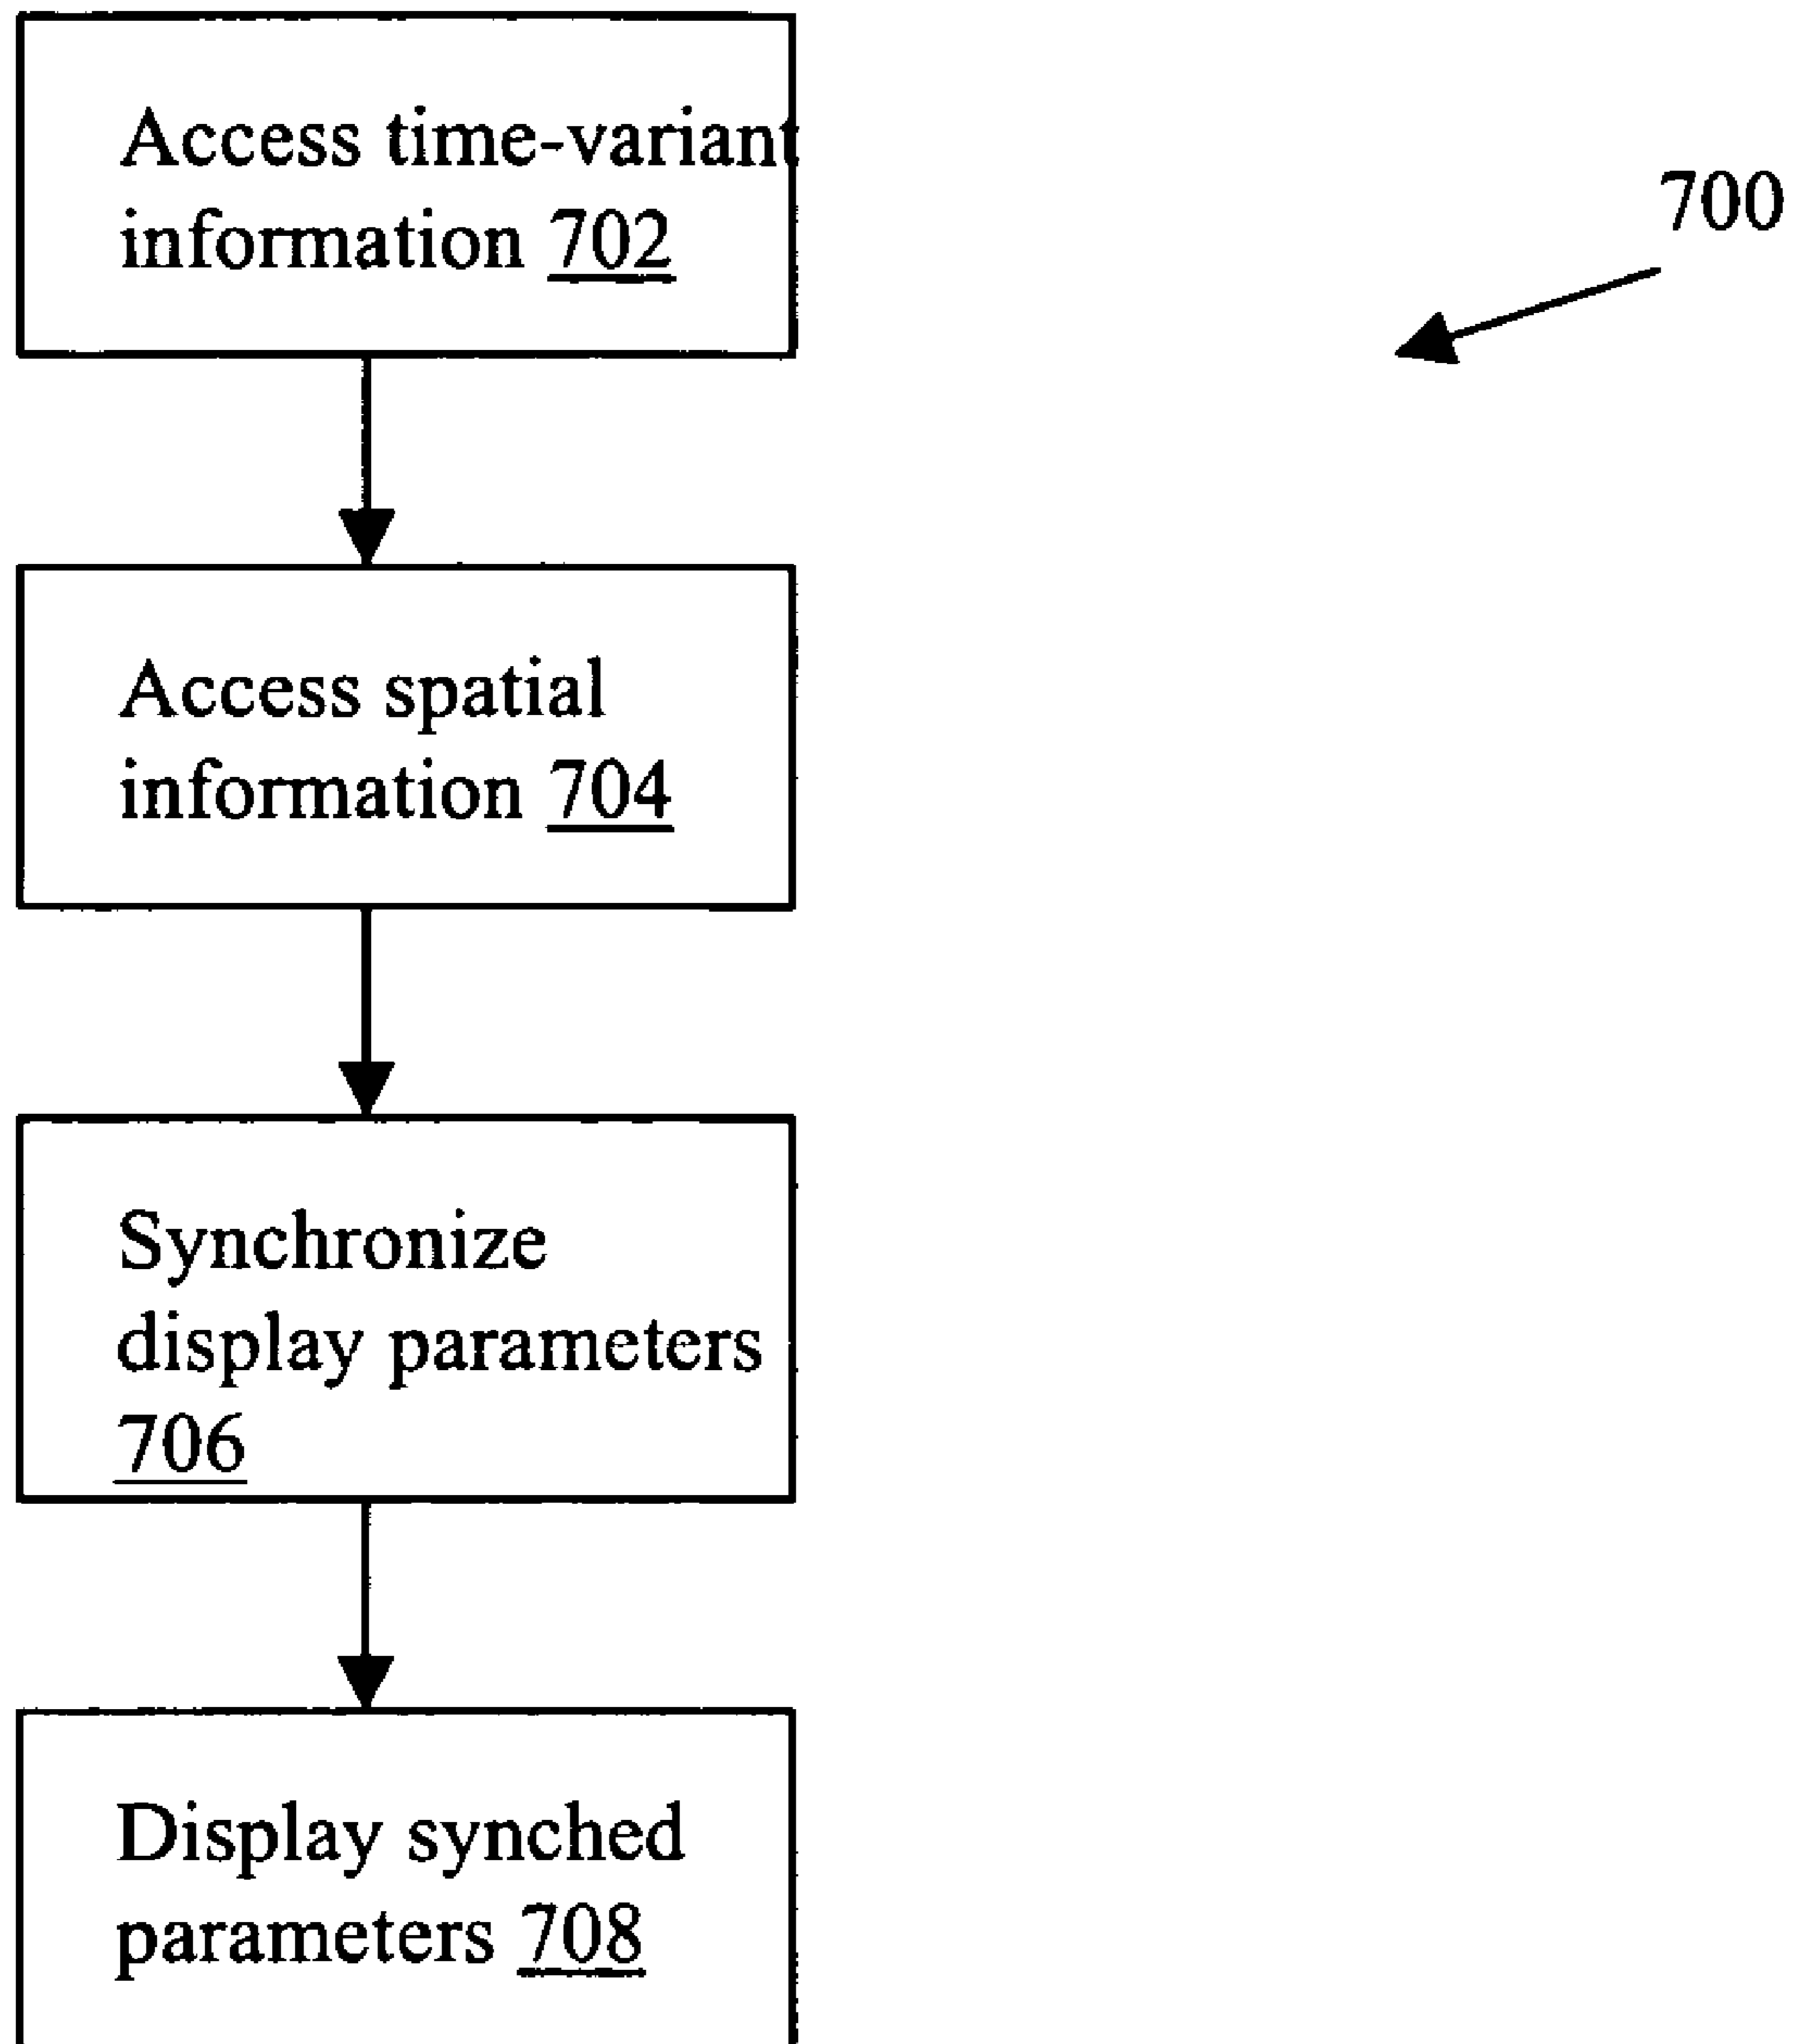 Access time-variant
information 702
700
Access spatial
information 704
Synchronize
display parameters
706
Display synched
parameters 708